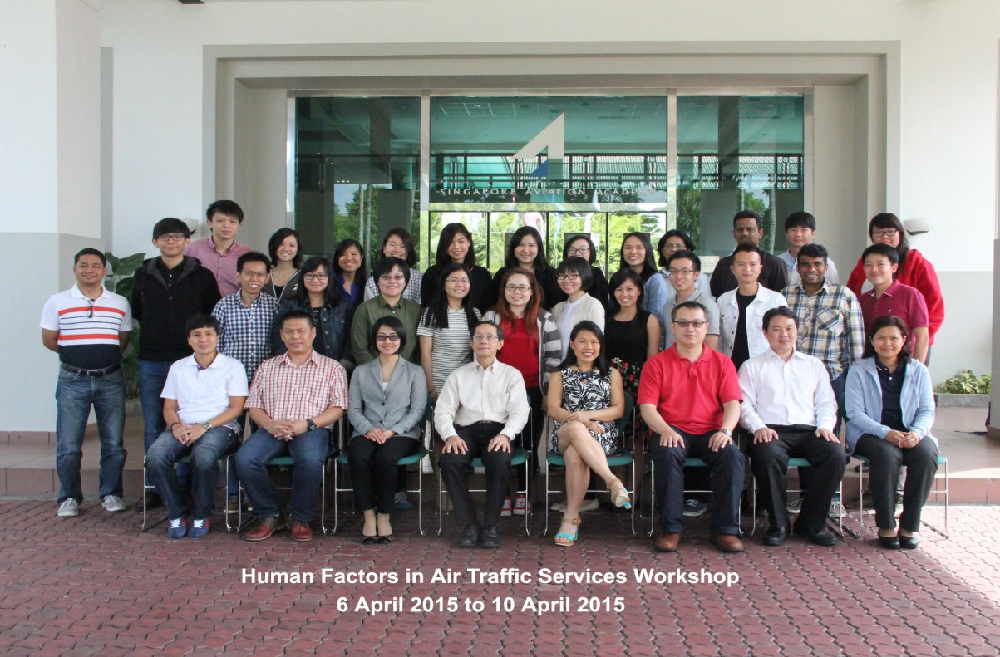 SINGAPORE AVIATION ACADEMY
Human Factors in Air Traffic Services Workshop
6 April 2015 to 10 April 2015